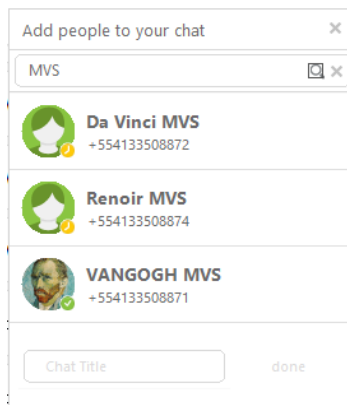 Add people to your chat
MVS
Da Vinci MVS
+554133508872
Renoir MVS
+554133508874
VANGOGH MVS
+554133508871
Chat Title
done